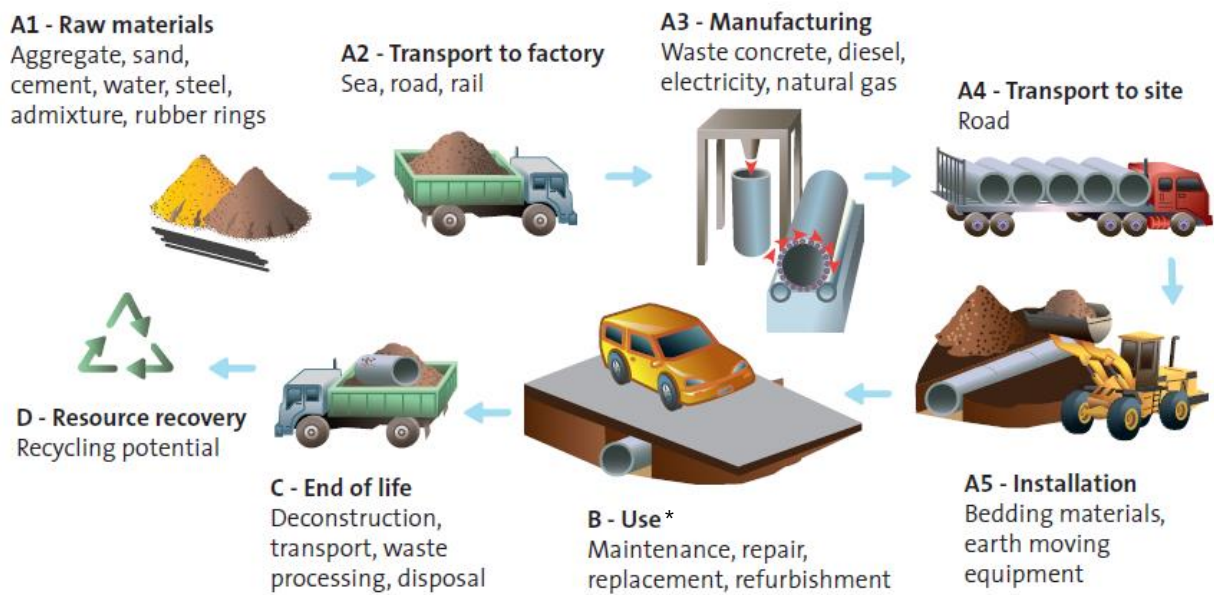 A1 - Raw materials
Aggregate, sand,
cement, water, steel,
admixture, rubber rings
A2 - Transport to factory
Sea, road, rail
A3 - Manufacturing
Waste concrete, diesel,
electricity, natural gas
A4 - Transport to site
Road
A5 - Installation
Bedding materials,
earth moving
equipment
B - Use*
Maintenance, repair,
replacement, refurbishment
C - End of life
Deconstruction,
transport, waste
processing, disposal
D - Resource recovery
Recycling potential